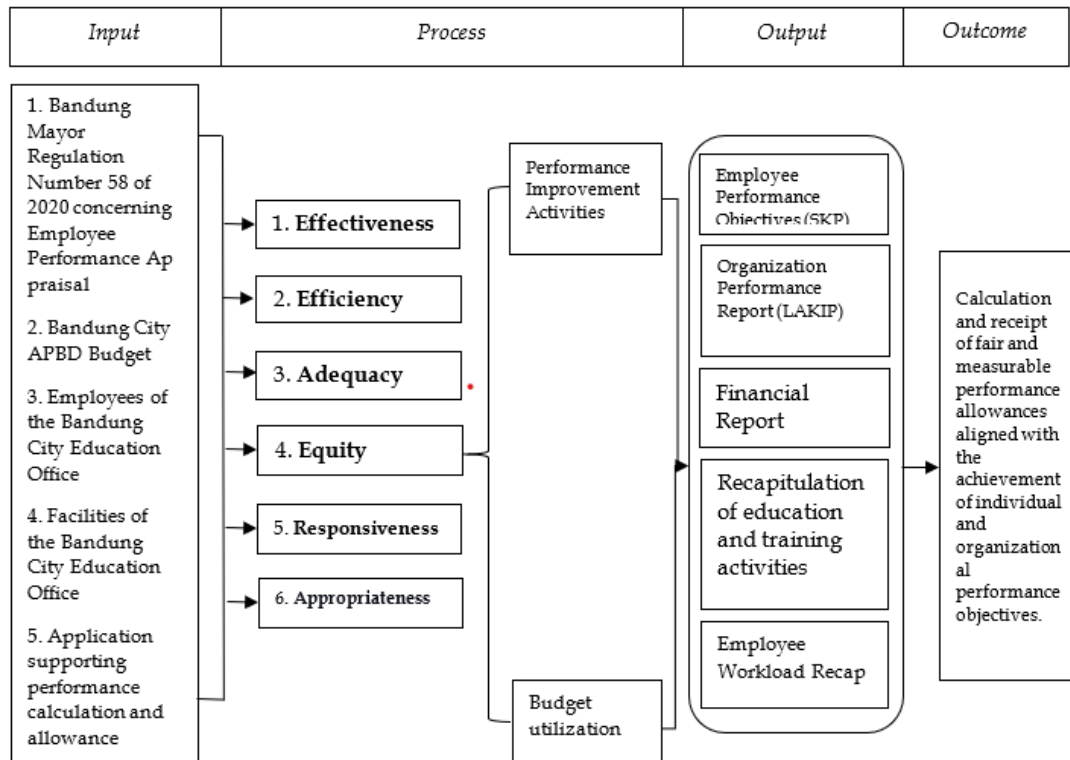 Input
Process
Output
Outcome
1. Bandung
Mayor
Regulation
Number 58 of
2020 concerning
Employee
Performance Ap
praisal
2. Bandung City
APBD Budget
3. Employees of
the Bandung
City Education
Office
4. Facilities of
the Bandung
City Education
Office
5. Application
supporting
performance
calculation and
allowance
1. Effectiveness
2. Efficiency
3. Adequacy
4. Equity
5. Responsiveness
6. Appropriateness
Performance
Improvement
Activities
Budget
utilization
Employee
Performance
Objectives (SKP)
Organization
Performance
Report (LAKIP)
Financial
Report
Recapitulation
of education
and training
activities
Employee
Workload Recap
Calculation
and receipt
of fair and
measurable
performance
allowances
aligned with
the
achievement
of individual
and
organization
al
performance
objectives.